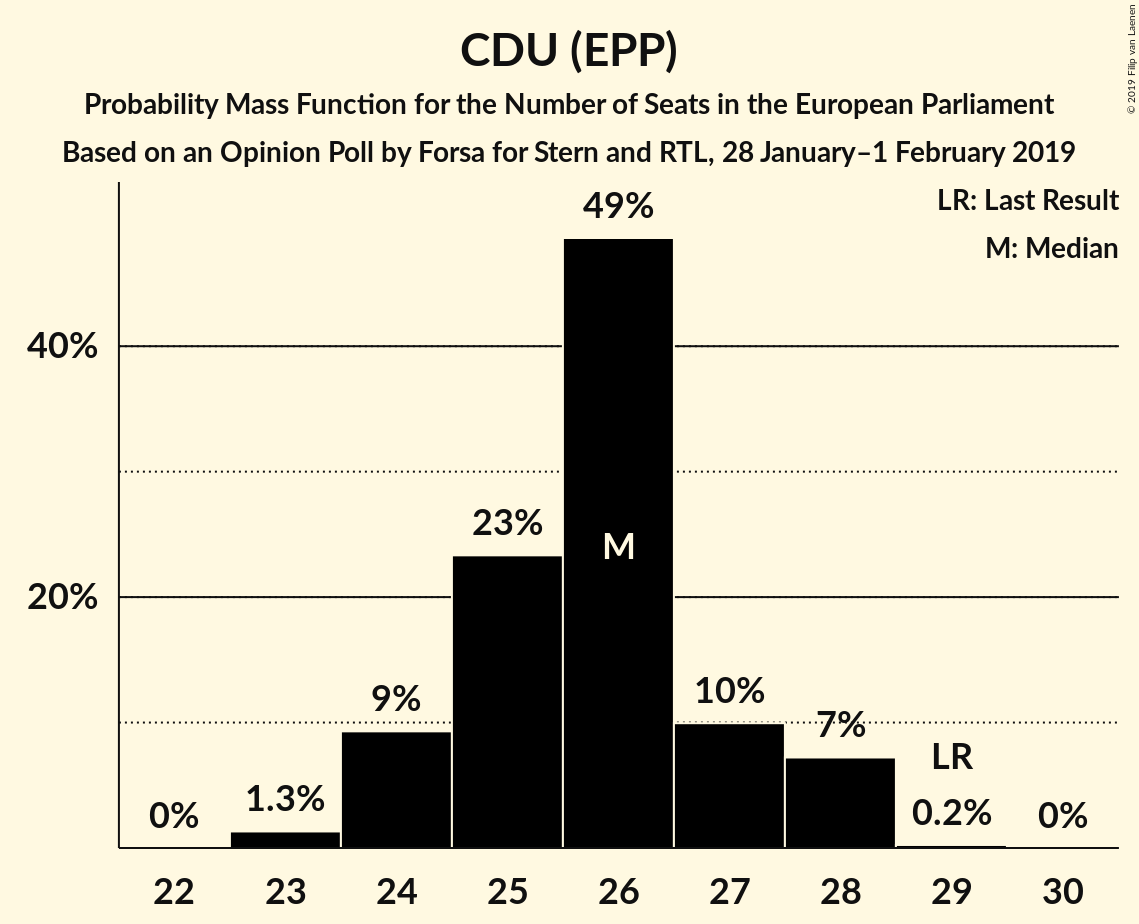 CDU (EPP)
Probability Mass Function for the Number of Seats in the European Parliament
Based on an Opinion Poll by Forsa for Stern and RTL, 28 January–1 February 2019
© 2019 Filip van Laenen
LR: Last Result
M: Median
49%
40%
23%
M
20%
9%
10%
7%
LR
0%
1.3%
0.2%
0%
22 23 24 25 26 27 28 29 30